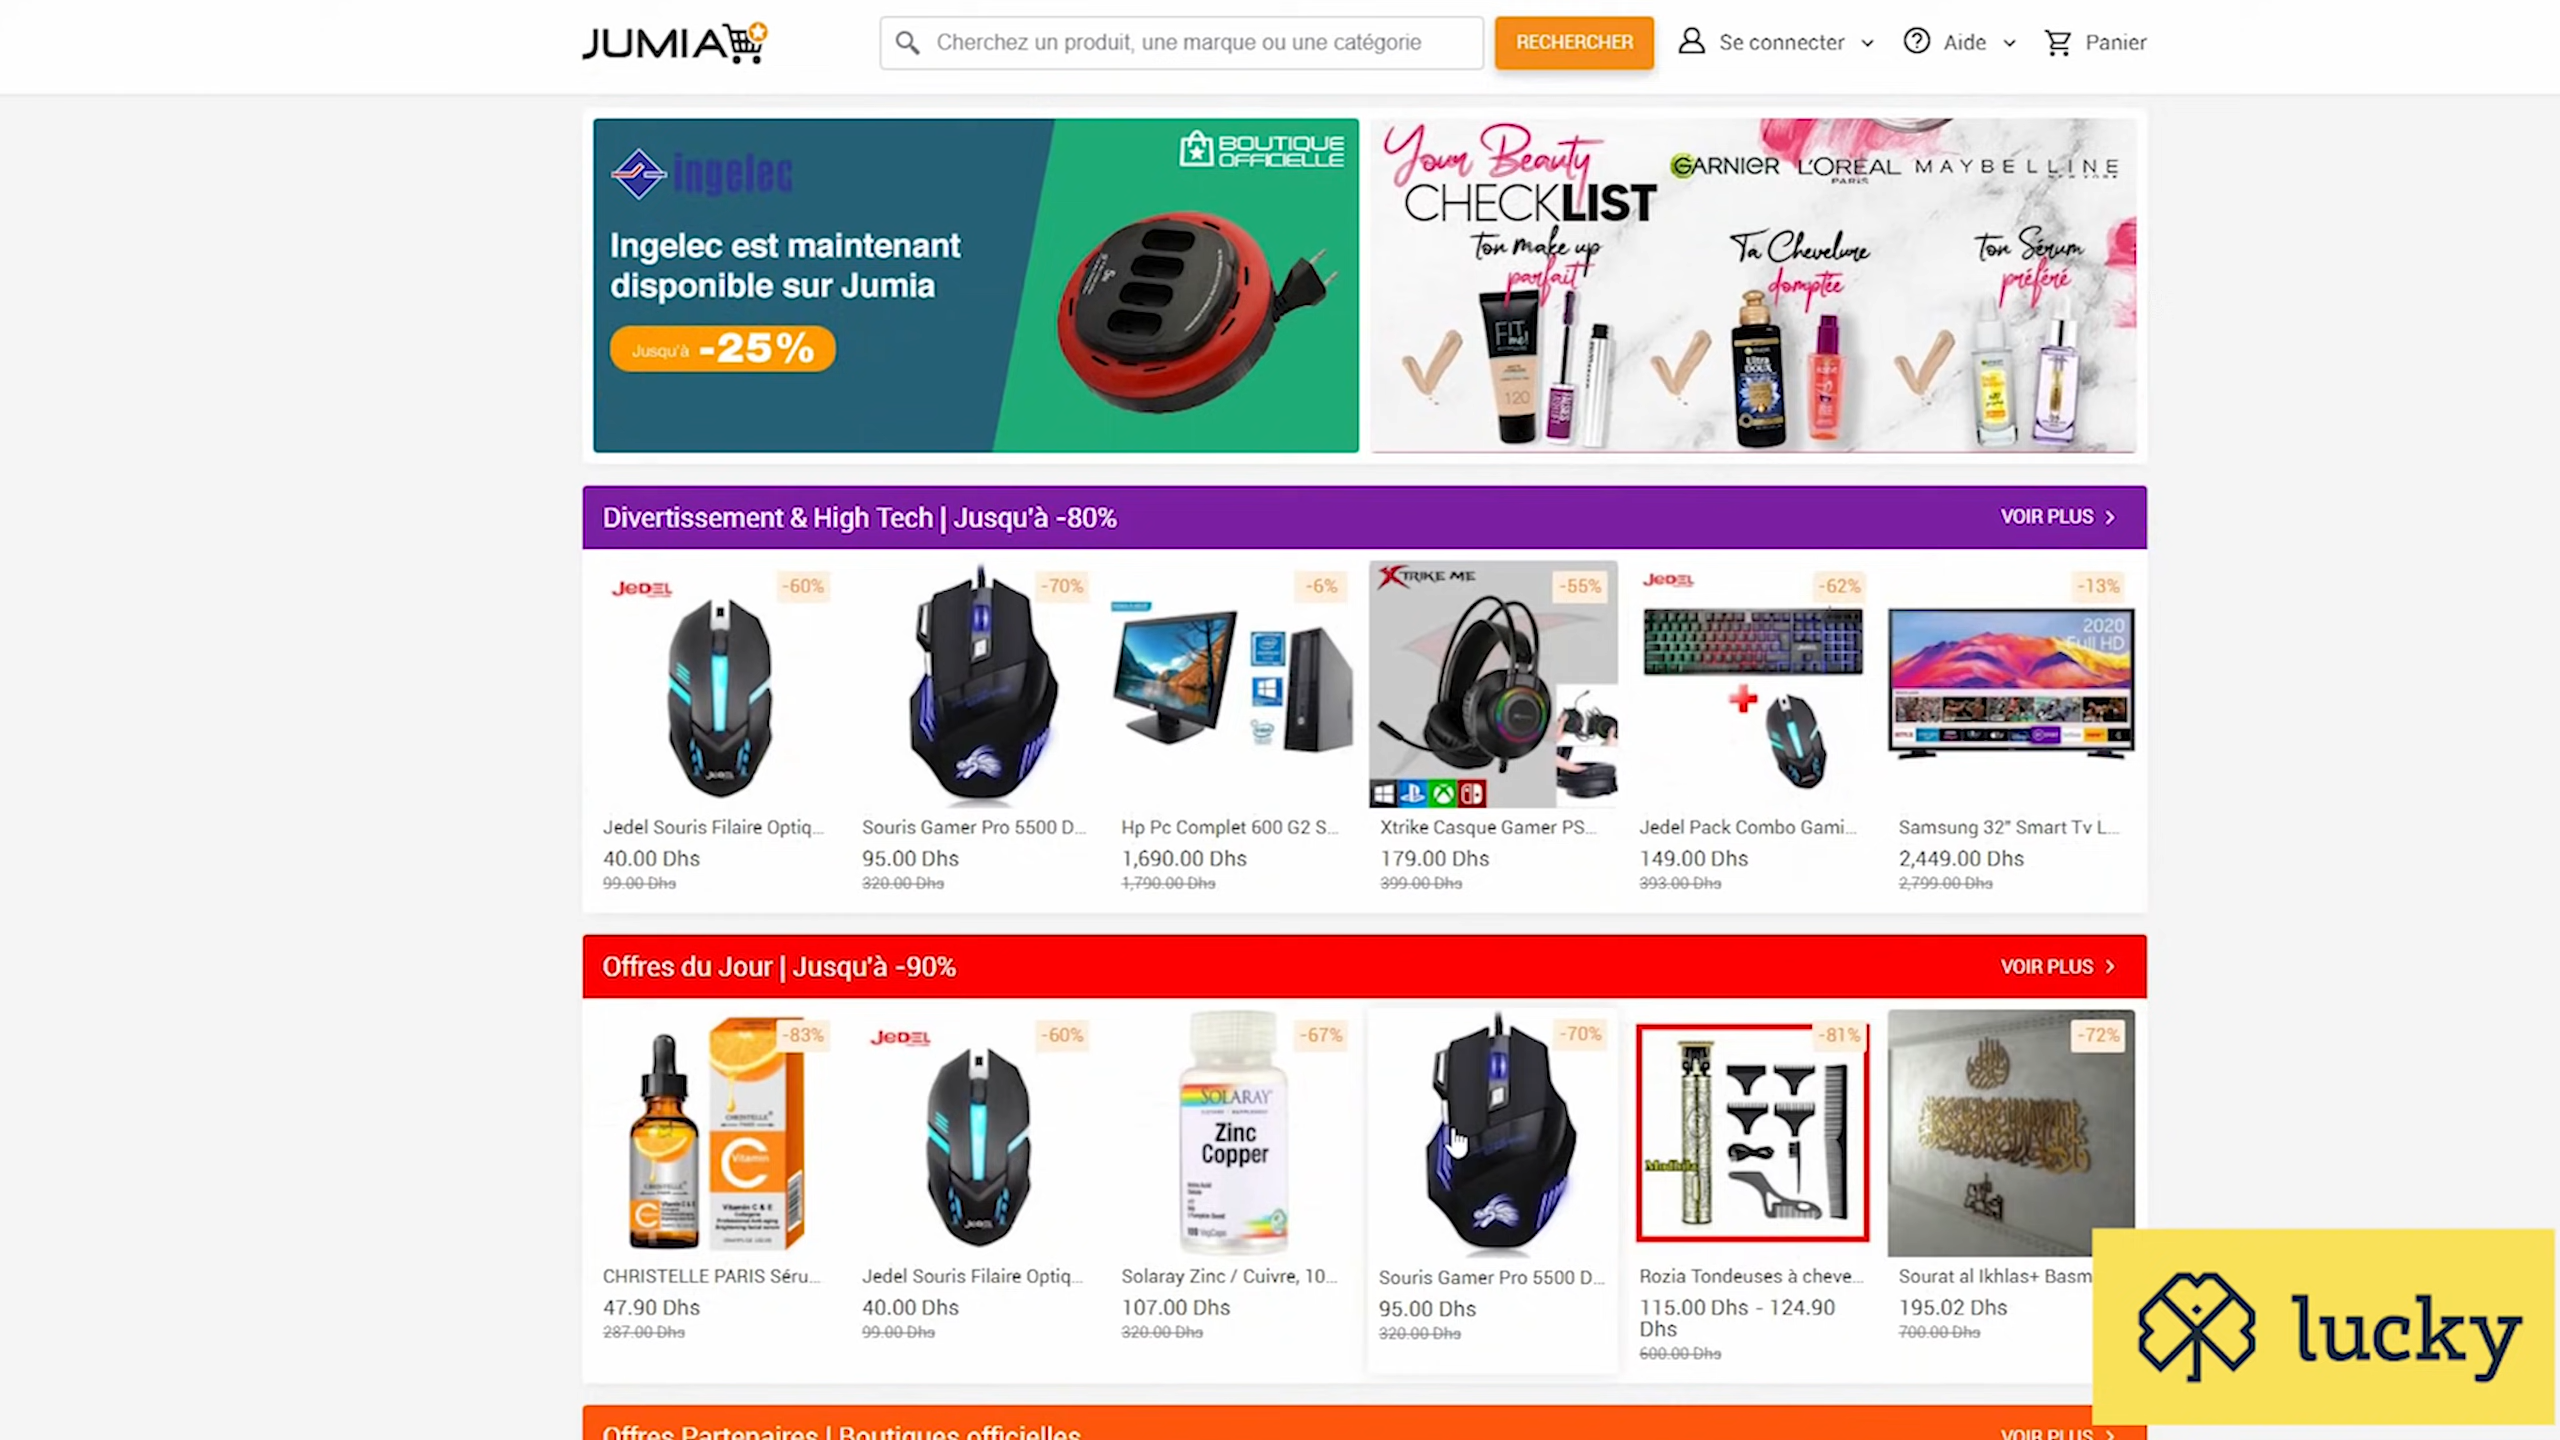 JUMIA
Cherchez un produit, une marque ou une catégorie
RECHERCHER
Se connecter
Aide
Panier
ingelec
BOUTIQUE
OFFICIELLE
Ingelec est maintenant
disponible sur Jumia
Jusqu'à -25%
Your Beauty
CHECKLIST
GARNIER L'ORÉAL MAYBELLINE
PARIS NEW YORK
ton make up
parfait
Ta Chevelure
domptée
ton Sérum
préféré
FIT
me!
120
Ultra
DOUX
Divertissement & High Tech | Jusqu'à -80%
VOIR PLUS
JEDEL
-60%
-70%
-6%
XTRIKE ME
-55%
JEDEL
-62%
-13%
2020
Full HD
Jedel Souris Filaire Optiq...
40.00 Dhs
99.00 Dhs
Souris Gamer Pro 5500 D...
95.00 Dhs
320.00 Dhs
Hp Pc Complet 600 G2 S...
1,690.00 Dhs
1,790.00 Dhs
Xtrike Casque Gamer PS...
179.00 Dhs
399.00 Dhs
Jedel Pack Combo Gami...
149.00 Dhs
393.00 Dhs
Samsung 32" Smart Tv L...
2,449.00 Dhs
2,799.00 Dhs
Offres du Jour | Jusqu'à -90%
VOIR PLUS
-83%
JEDEL
-60%
-67%
-70%
-81%
-72%
CHRISTELLE
PARIS
Vitamin
C
Vitamin C & E
SOLARAY
Zinc
Copper
CHRISTELLE PARIS Séru...
47.90 Dhs
287.00 Dhs
Jedel Souris Filaire Optiq...
40.00 Dhs
99.00 Dhs
Solaray Zinc / Cuivre, 10...
107.00 Dhs
320.00 Dhs
Souris Gamer Pro 5500 D...
95.00 Dhs
320.00 Dhs
Rozia Tondeuses à cheve...
115.00 Dhs - 124.90
Dhs
600.00 Dhs
Sourat al Ikhlas+ Basm
195.02 Dhs
700.00 Dhs
lucky
Offres Partenaires | Boutiques officielles
VOIR PLUS